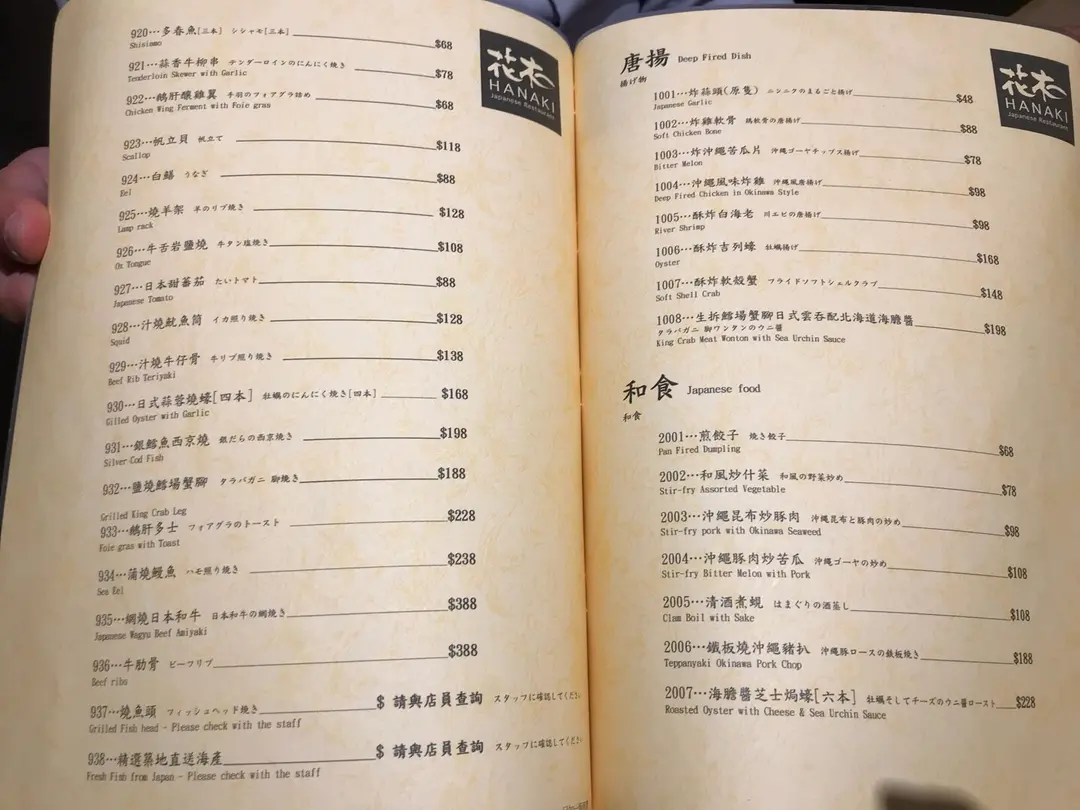 920…多春魚[三本] シシャモ[三本] $68
Shisiamo
921…蒜香牛柳串 テンダーロインのにんにく焼き $78
Tenderloin Skewer with Garlic
922…鵝肝釀雞翼 手羽のフォアグラ詰め $68
Chicken Wing Ferment with Foie gras
923…帆立貝 帆立て $118
Scallop
924…白鱔 うなぎ $88
Eel
925…燒羊架 羊のリブ焼き $128
Lamp rack
926…牛舌岩鹽燒 牛タン塩焼き $108
Ox Tongue
927…日本甜蕃茄 たいトマト $88
Japanese Tomato
928…汁燒魷魚筒 イカ照り焼き $128
Squid
929…汁燒牛仔骨 牛リブ照り焼き $138
Beef Rib Teriyaki
930…日式蒜蓉燒蠔[四本] 牡蠣のにんにく焼き[四本] $168
Gilled Oyster with Garlic
931…銀鱈魚西京燒 銀だらの西京焼き $198
Silver Cod Fish
932…鹽燒鱈場蟹腳 タラバガニ 脚焼き $188
Grilled King Crab Leg
933…鵝肝多士 フォアグラのトースト $228
Foie gras with Toast
934…蒲燒鰻魚 ハモ照り焼き $238
Sea Eel
935…網燒日本和牛 日本和牛の網焼き $388
Japanese Wagyu Beef Amiyaki
936…牛肋骨 ビーフリブ $388
Beef ribs
937…燒魚頭 フィッシュヘッド焼き $ 請與店員查詢 スタッフに確認してくださ
Grilled Fish head - Please check with the staff
938…精選築地直送海產 $ 請與店員查詢 スタッフに確認してくださ
Fresh Fish from Japan - Please check with the staff
花木
HANAKI
Japanese Restaurant
唐揚 Deep Fired Dish
揚げ物
1001…炸蒜頭(原隻) ニンニクのまるごと揚げ $48
Japanese Garlic
1002…炸雞軟骨 鶏軟骨の唐揚げ $88
Soft Chicken Bone
1003…炸沖繩苦瓜片 沖縄ゴーヤチップス揚げ $78
Bitter Melon
1004…沖繩風味炸雞 沖縄風唐揚げ $98
Deep Fired Chicken in Okinawa Style
1005…酥炸白海老 川エビの唐揚げ $98
River Shrimp
1006…酥炸吉列蠔 牡蠣揚げ $168
Oyster
1007…酥炸軟殼蟹 フライドソフトシェルクラブ $148
Soft Shell Crab
1008…生拆鱈場蟹腳日式雲吞配北海道海膽醬 $198
タラバガニ 脚ワンタンのウニ醤
King Crab Meat Wonton with Sea Urchin Sauce
和食 Japanese food
和食
2001…煎餃子 焼き餃子 $68
Pan Fired Dumpling
2002…和風炒什菜 和風の野菜炒め $78
Stir-fry Assorted Vegetable
2003…沖繩昆布炒豚肉 沖縄昆布と豚肉の炒め $98
Stir-fry pork with Okinawa Seaweed
2004…沖繩豚肉炒苦瓜 沖縄ゴーヤの炒め $108
Stir-fry Bitter Melon with Pork
2005…清酒煮蜆 はまぐりの酒蒸し $108
Clam Boil with Sake
2006…鐵板燒沖繩豬扒 沖縄豚ロースの鉄板焼き $188
Teppanyaki Okinawa Pork Chop
2007…海膽醬芝士焗蠔[六本] 牡蠣そしてチーズのウニ醤ロースト $228
Roasted Oyster with Cheese & Sea Urchin Sauce
花木
HANAKI
Japanese Restaurant